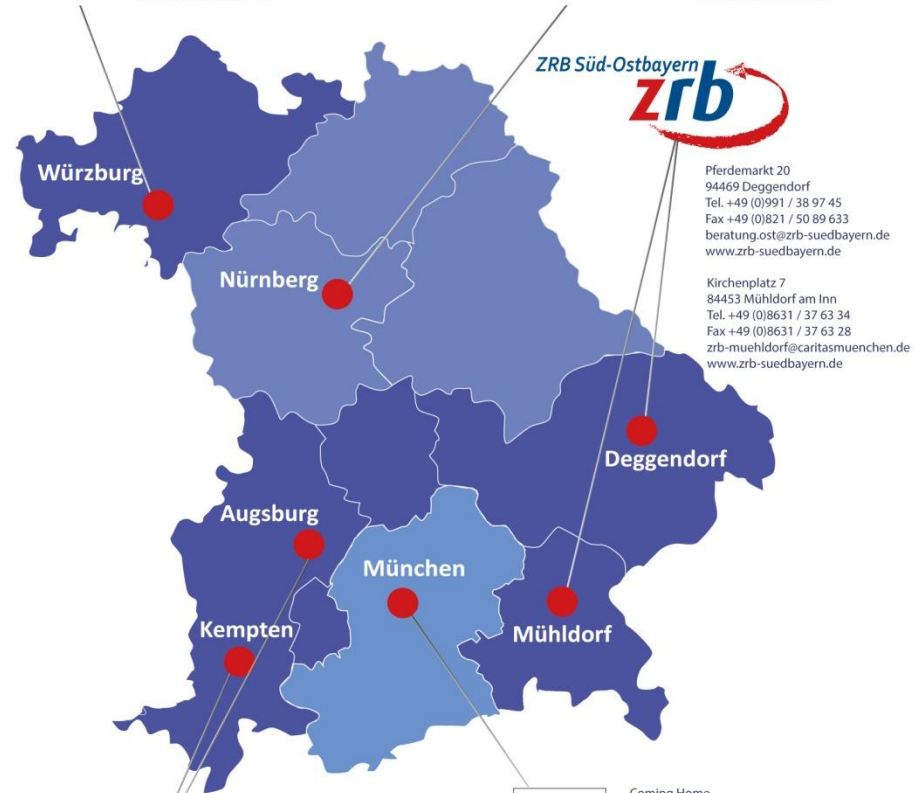 ZRB Süd-Ostbayern
zrb
Pferdemarkt 20
94469 Deggendorf
Tel. +49 (0)991 / 38 97 45
Fax +49 (0)821 / 50 89 633
beratung.ost@zrb-suedbayern.de
www.zrb-suedbayern.de
Kirchenplatz 7
84453 Mühldorf am Inn
Tel. +49 (0)8631 / 37 63 34
Fax +49 (0)8631 / 37 63 28
zrb-muehldorf@caritasmuenchen.de
www.zrb-suedbayern.de
Würzburg
Nürnberg
Deggendorf
Augsburg
München
Kempten
Mühldorf
Coming Home